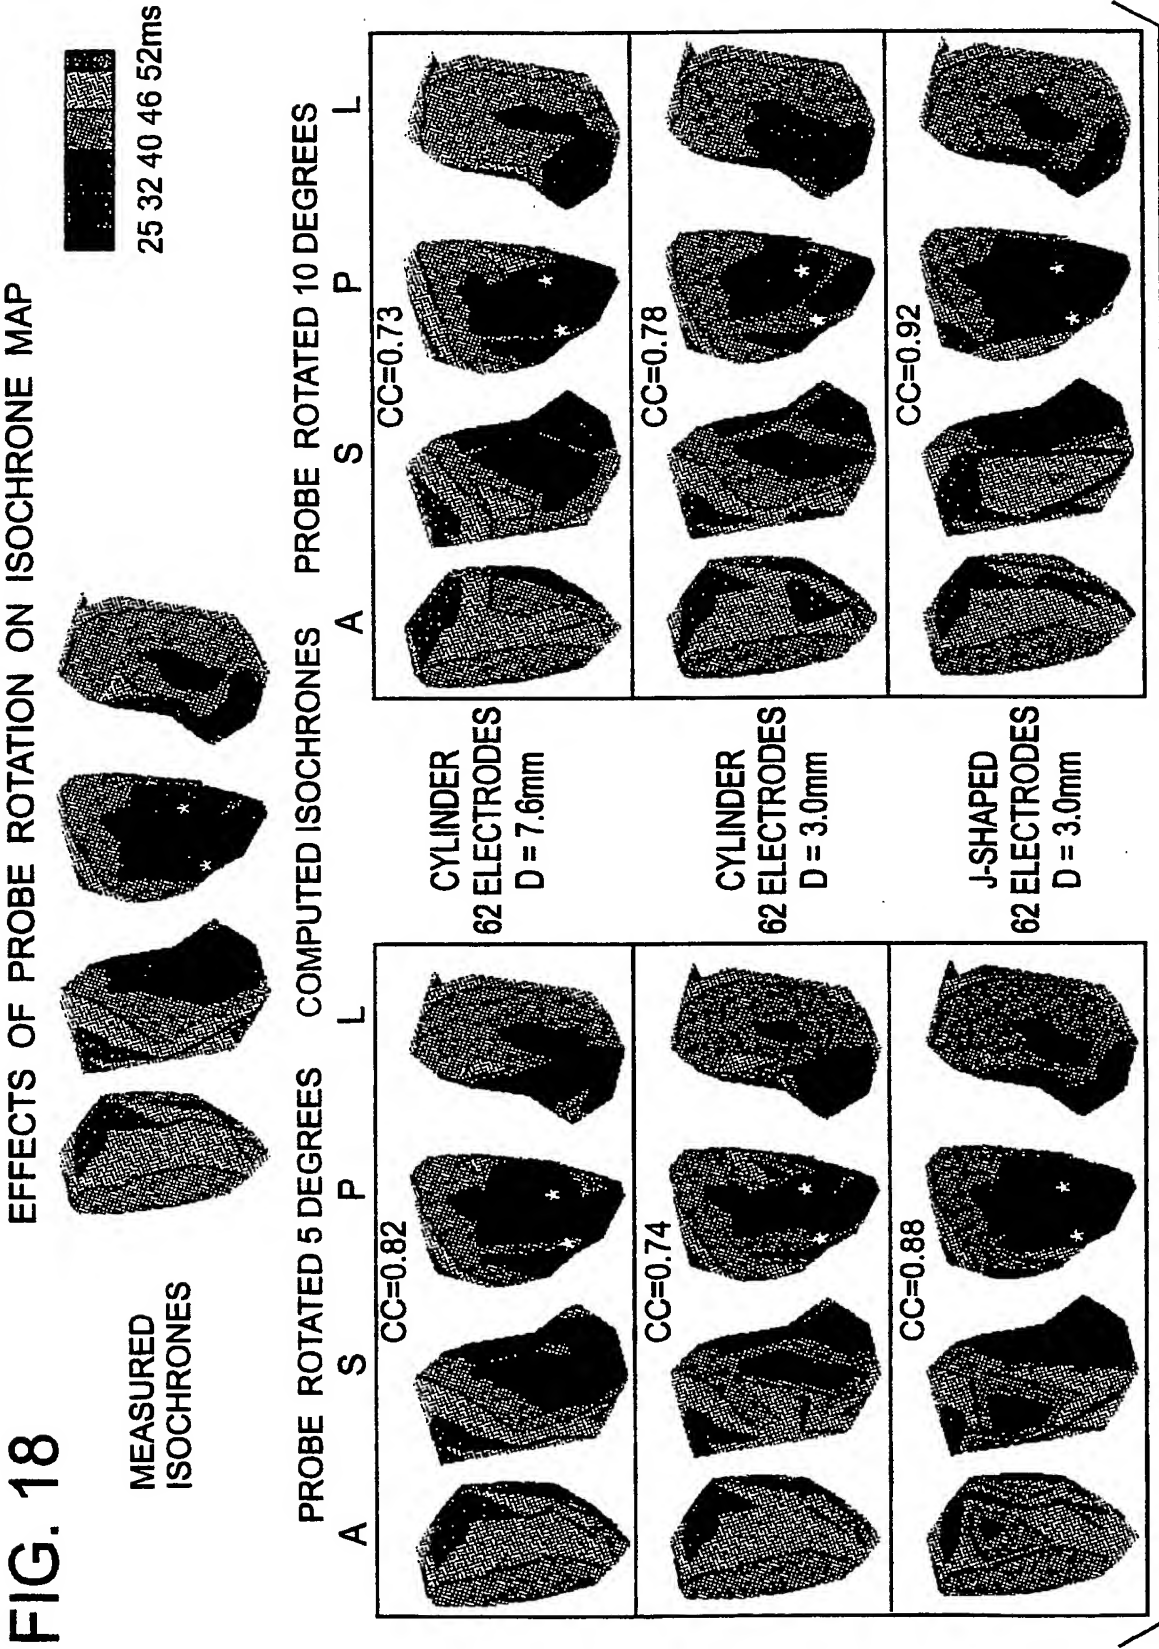 FIG. 18
EFFECTS OF PROBE ROTATION ON ISOCHRONE MAP
MEASURED
ISOCHRONES
25 32 40 46 52ms
PROBE ROTATED 5 DEGREES
COMPUTED ISOCHRONES
PROBE ROTATED 10 DEGREES
A S P L
A S P L
CC=0.82
CYLINDER
62 ELECTRODES
D = 7.6mm
CC=0.73
* *
* *
* *
CC=0.74
CYLINDER
62 ELECTRODES
D = 3.0mm
CC=0.78
* *
* *
CC=0.88
J-SHAPED
62 ELECTRODES
D = 3.0mm
CC=0.92
* *
* *